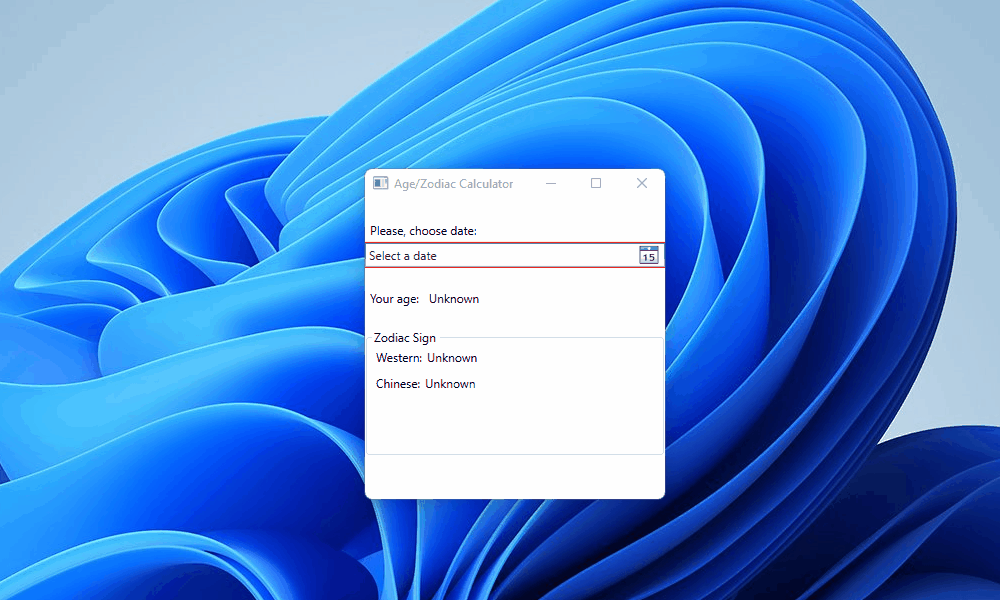 Age/Zodiac Calculator
Please, choose date:
Select a date
15
Your age: Unknown
Zodiac Sign
Western: Unknown
Chinese: Unknown